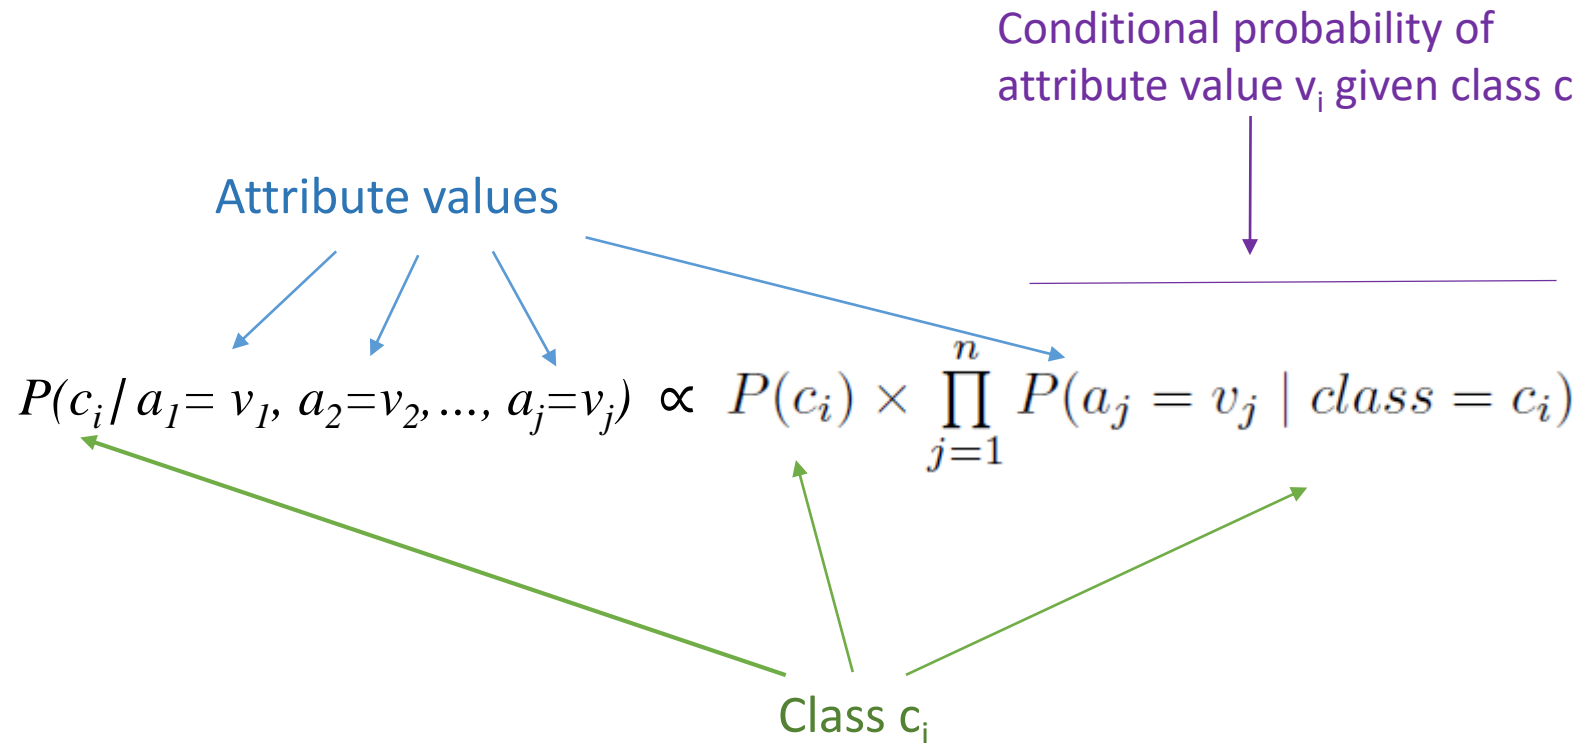 Conditional probability of
attribute value vᵢ given class c
Attribute values
P(cᵢ | a₁= v₁, a₂=v₂,..., aⱼ=vⱼ) ∝ P(cᵢ) × ∏ⱼ₌₁ⁿ P(aⱼ = vⱼ | class = cᵢ)
Class cᵢ